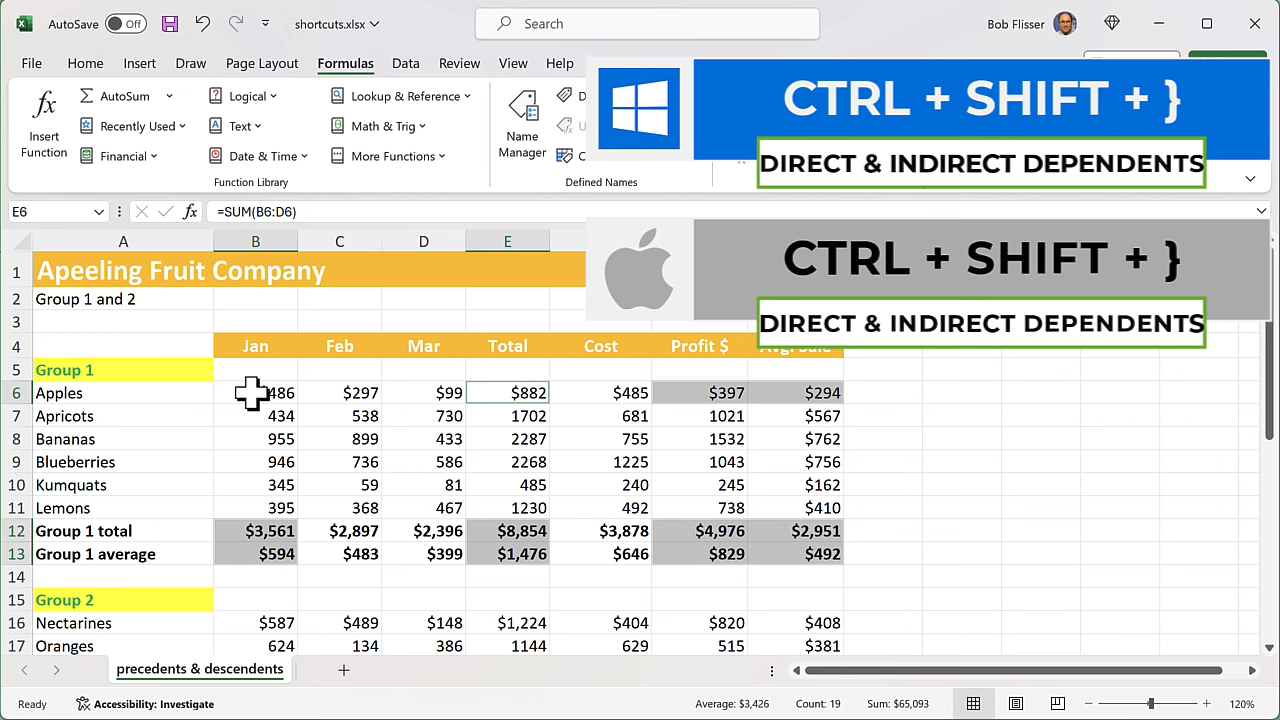 AutoSave Off shortcuts.xlsx Search Bob Flisser
File Home Insert Draw Page Layout Formulas Data Review View Help
Insert Function
AutoSum Logical Lookup & Reference
Recently Used Text Math & Trig
Financial Date & Time More Functions
Function Library
Name Manager
Defined Names
CTRL + SHIFT + }
DIRECT & INDIRECT DEPENDENTS
CTRL + SHIFT + }
DIRECT & INDIRECT DEPENDENTS
E6 fx =SUM(B6:D6)
A B C D E
1 Apeeling Fruit Company
2 Group 1 and 2
3
4 Jan Feb Mar Total Cost Profit $
5 Group 1
6 Apples 486 $297 $99 $882 $485 $397 $294
7 Apricots 434 538 730 1702 681 1021 $567
8 Bananas 955 899 433 2287 755 1532 $762
9 Blueberries 946 736 586 2268 1225 1043 $756
10 Kumquats 345 59 81 485 240 245 $162
11 Lemons 395 368 467 1230 492 738 $410
12 Group 1 total $3,561 $2,897 $2,396 $8,854 $3,878 $4,976 $2,951
13 Group 1 average $594 $483 $399 $1,476 $646 $829 $492
14
15 Group 2
16 Nectarines $587 $489 $148 $1,224 $404 $820 $408
17 Oranges 624 134 386 1144 629 515 $381
precedents & descendents
Ready Accessibility: Investigate Average: $3,426 Count: 19 Sum: $65,093 120%